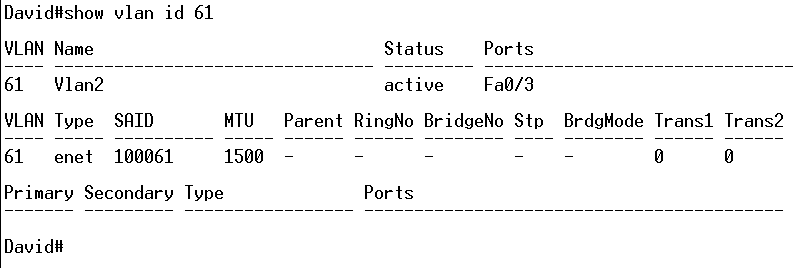 David#show vlan id 61
VLAN Name                             Status    Ports
---- -------------------------------- --------- -------------------------------
61   Vlan2                            active    Fa0/3
VLAN Type  SAID       MTU   Parent RingNo BridgeNo Stp  BrdgMode Trans1 Trans2
---- ----- ---------- ----- ------ ------ -------- ---- -------- ------ ------
61   enet  100061     1500  -      -      -        -    -        0      0
Primary Secondary Type              Ports
------- --------- ----------------- ------------------------------------------
David#